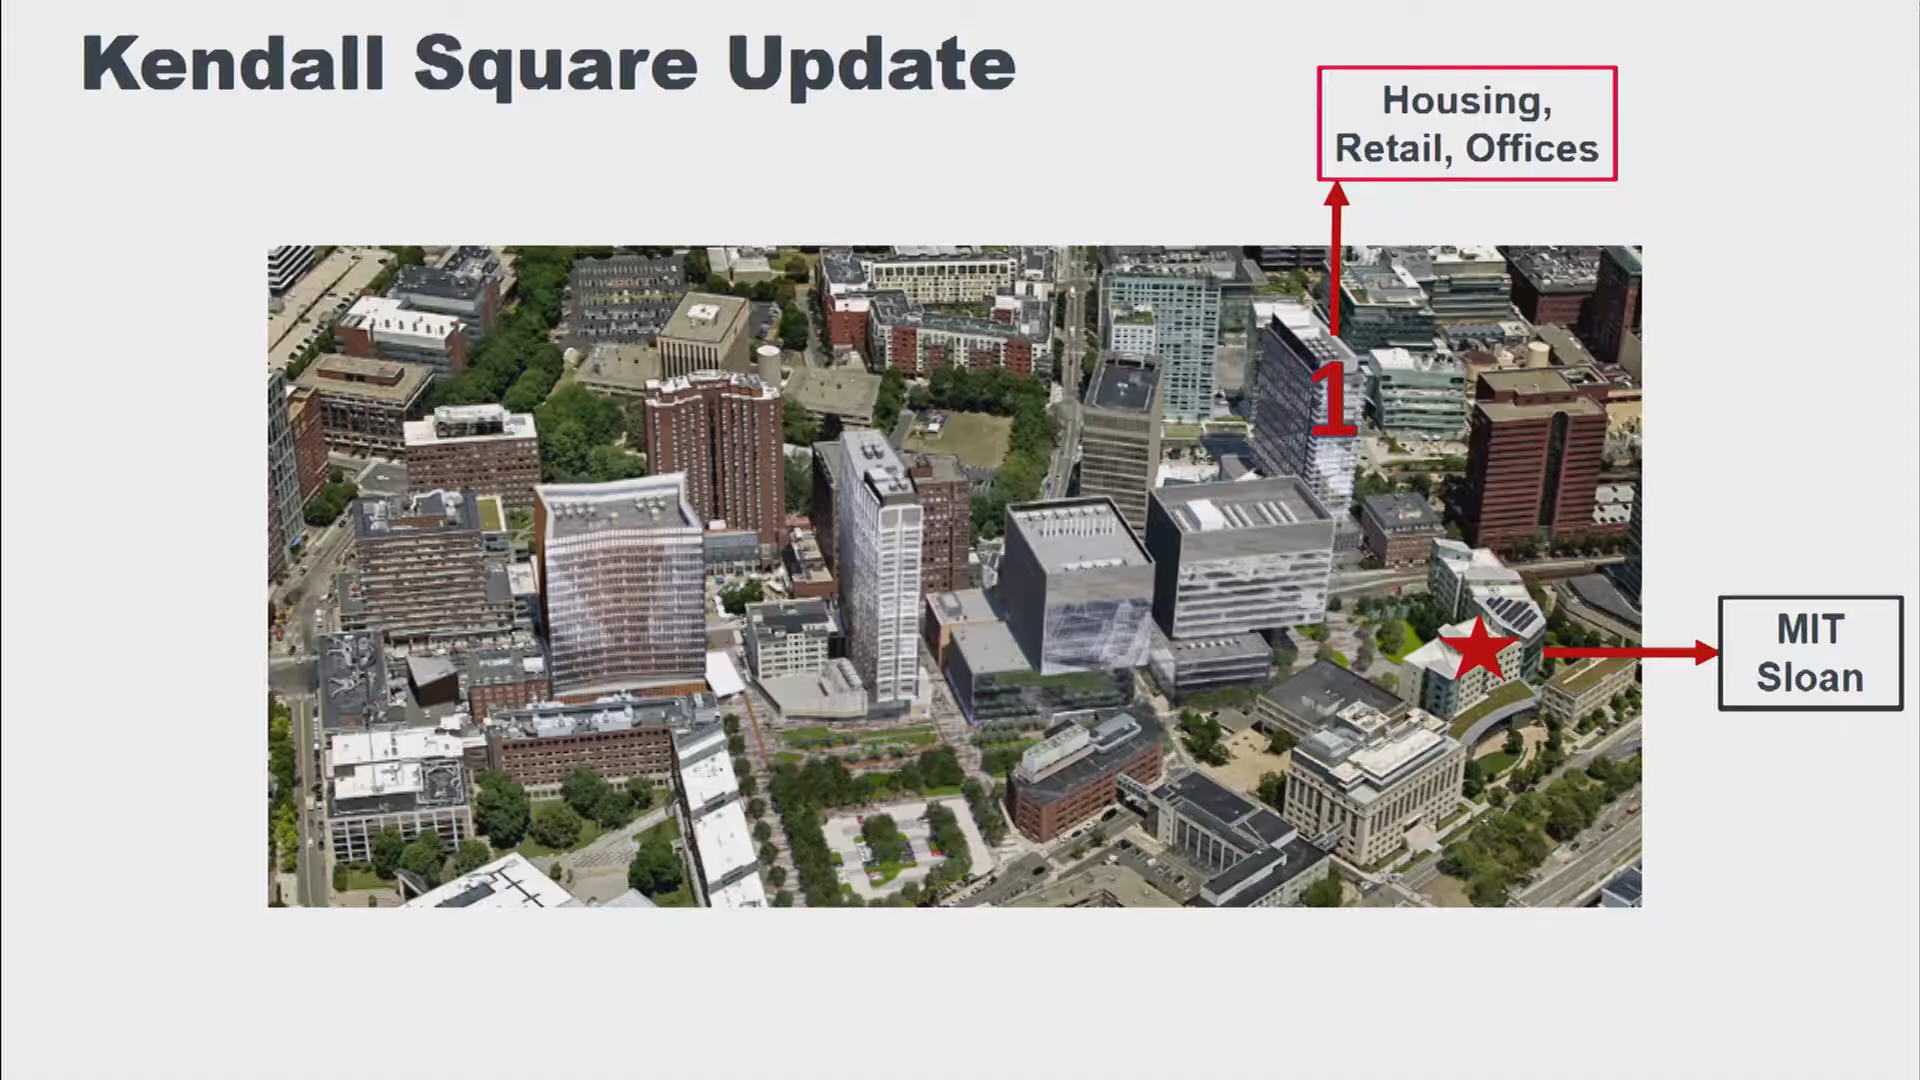 Kendall Square Update
Housing,
Retail, Offices
1
MIT
Sloan